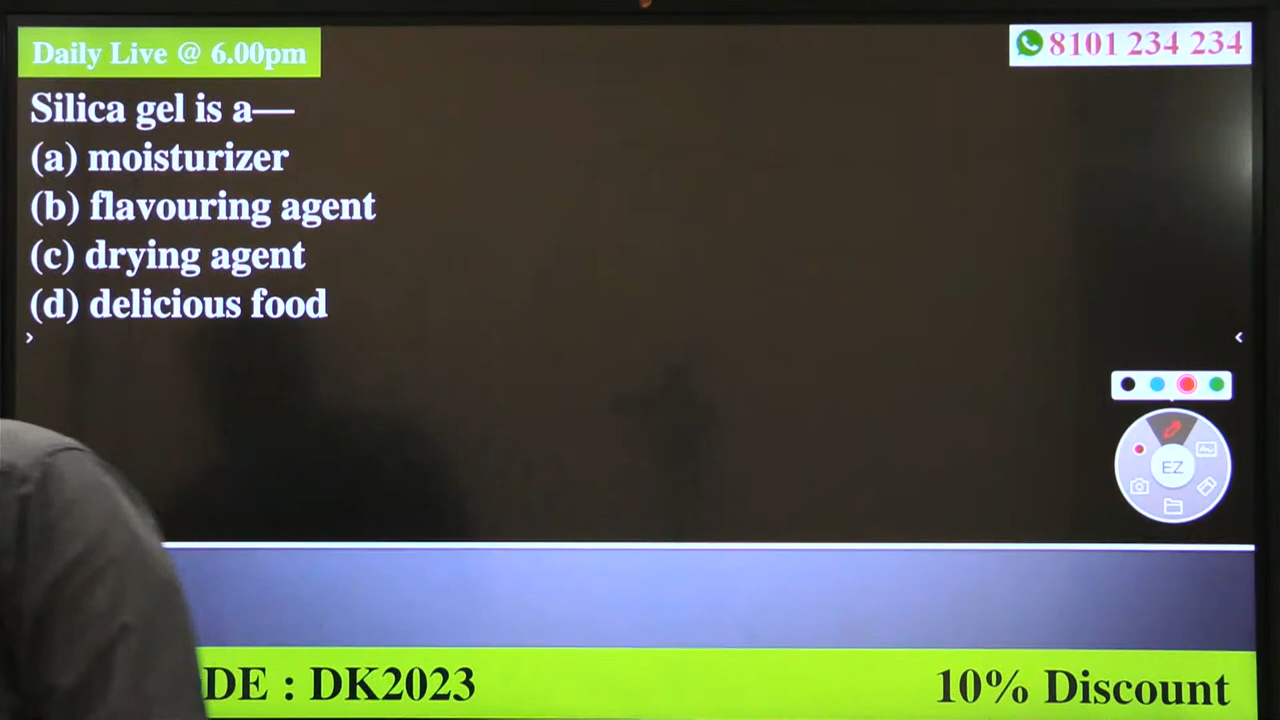 Daily Live @ 6.00pm
8101 234 234
Silica gel is a—
(a) moisturizer
(b) flavouring agent
(c) drying agent
(d) delicious food
EZ
DE : DK2023
10% Discount